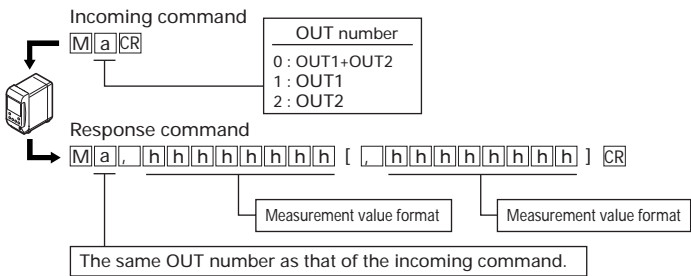 Incoming command
M a CR
OUT number
0 : OUT1+OUT2
1 : OUT1
2 : OUT2
Response command
M a , h h h h h h h h [ , h h h h h h h h ] CR
Measurement value format
Measurement value format
The same OUT number as that of the incoming command.